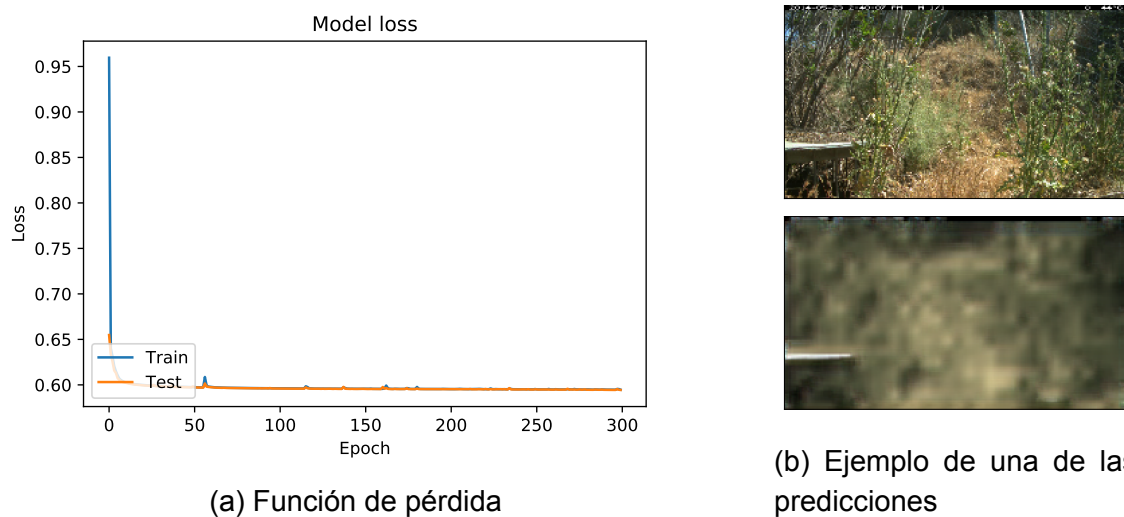 Model loss
0.95
0.90
0.85
0.80
0.75
0.70
0.65
0.60
Loss
Train
Test
0 50 100 150 200 250 300
Epoch
(a) Función de pérdida
(b) Ejemplo de una de las
predicciones